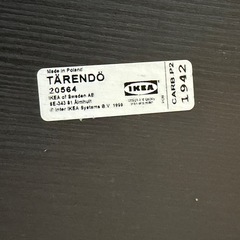 Made in Poland
TÄRENDÖ
20564
IKEA of Sweden AB
SE-343 81 Älmhult
© Inter IKEA Systems B.V. 1998
IKEA
CARB P2
1942